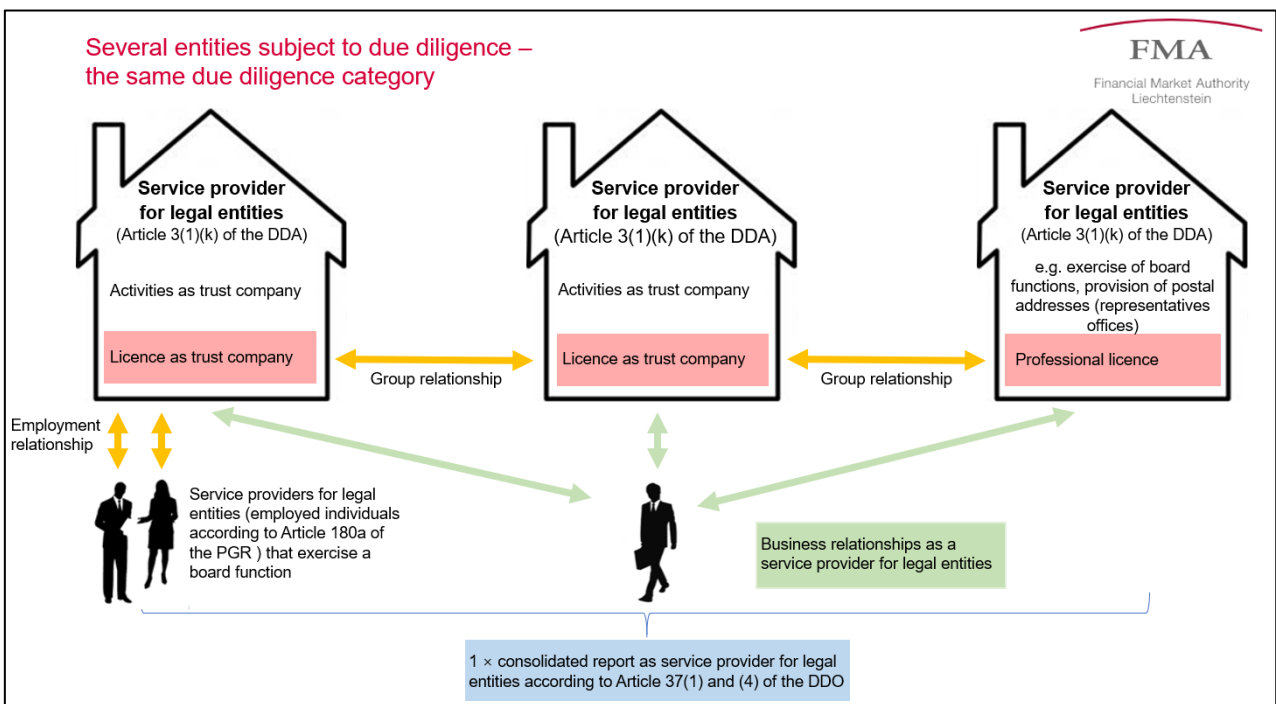 Several entities subject to due diligence –
the same due diligence category
FMA
Financial Market Authority
Liechtenstein
Service provider
for legal entities
(Article 3(1)(k) of the DDA)
Activities as trust company
Licence as trust company
Service provider
for legal entities
(Article 3(1)(k) of the DDA)
Activities as trust company
Licence as trust company
Service provider
for legal entities
(Article 3(1)(k) of the DDA)
e.g. exercise of board
functions, provision of postal
addresses (representatives
offices)
Professional licence
Group relationship
Group relationship
Employment
relationship
Service providers for legal
entities (employed individuals
according to Article 180a of
the PGR ) that exercise a
board function
Business relationships as a
service provider for legal entities
1 × consolidated report as service provider for legal
entities according to Article 37(1) and (4) of the DDO